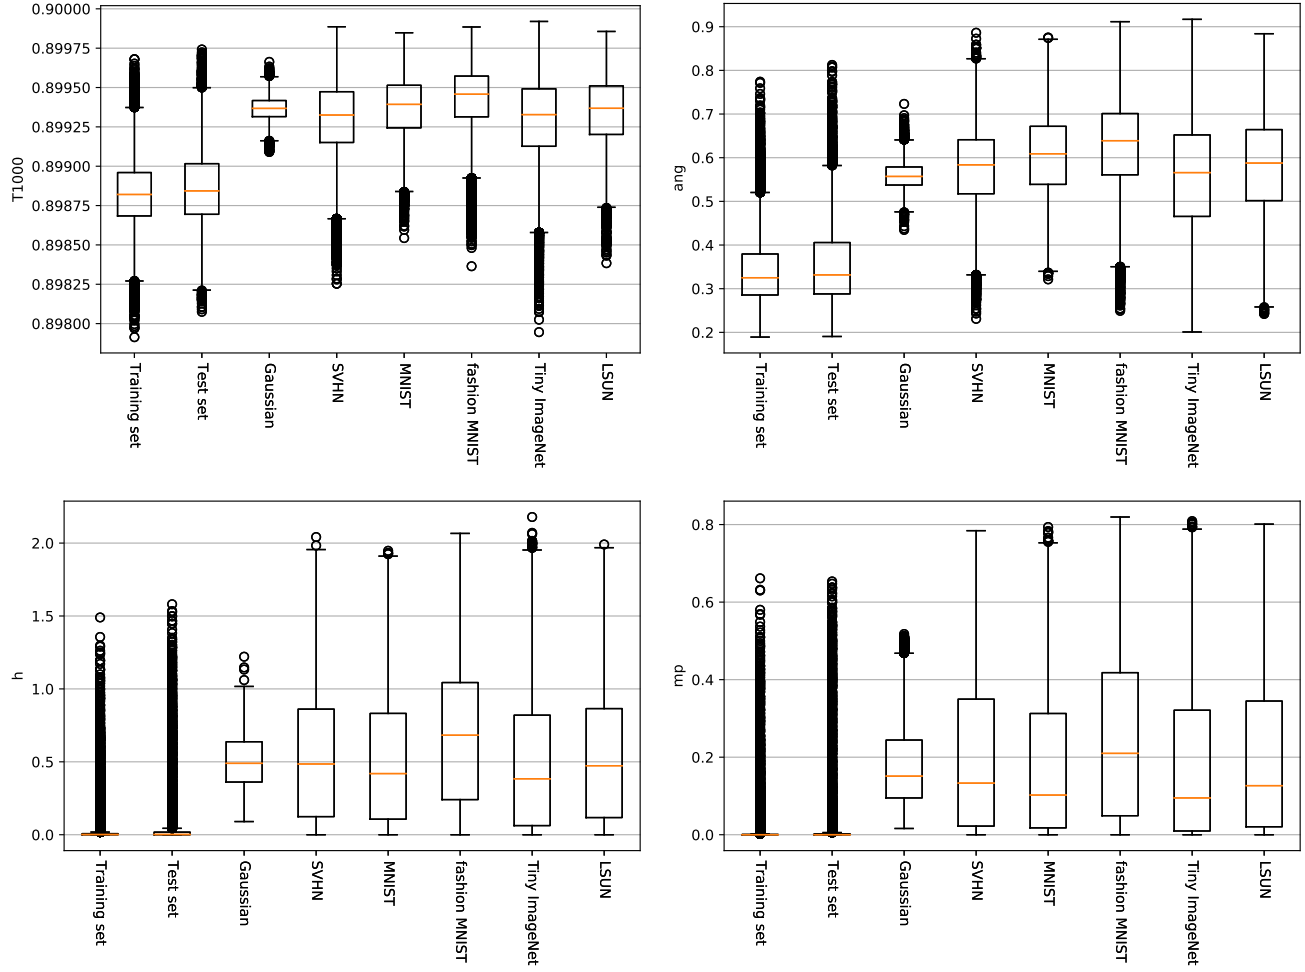 T1000
0.90000
0.89975
0.89950
0.89925
0.89900
0.89875
0.89850
0.89825
0.89800
Training set
Test set
Gaussian
SVHN
MNIST
fashion MNIST
Tiny ImageNet
LSUN
ang
0.9
0.8
0.7
0.6
0.5
0.4
0.3
0.2
Training set
Test set
Gaussian
SVHN
MNIST
fashion MNIST
Tiny ImageNet
LSUN
h
2.0
1.5
1.0
0.5
0.0
Training set
Test set
Gaussian
SVHN
MNIST
fashion MNIST
Tiny ImageNet
LSUN
mp
0.8
0.6
0.4
0.2
0.0
Training set
Test set
Gaussian
SVHN
MNIST
fashion MNIST
Tiny ImageNet
LSUN